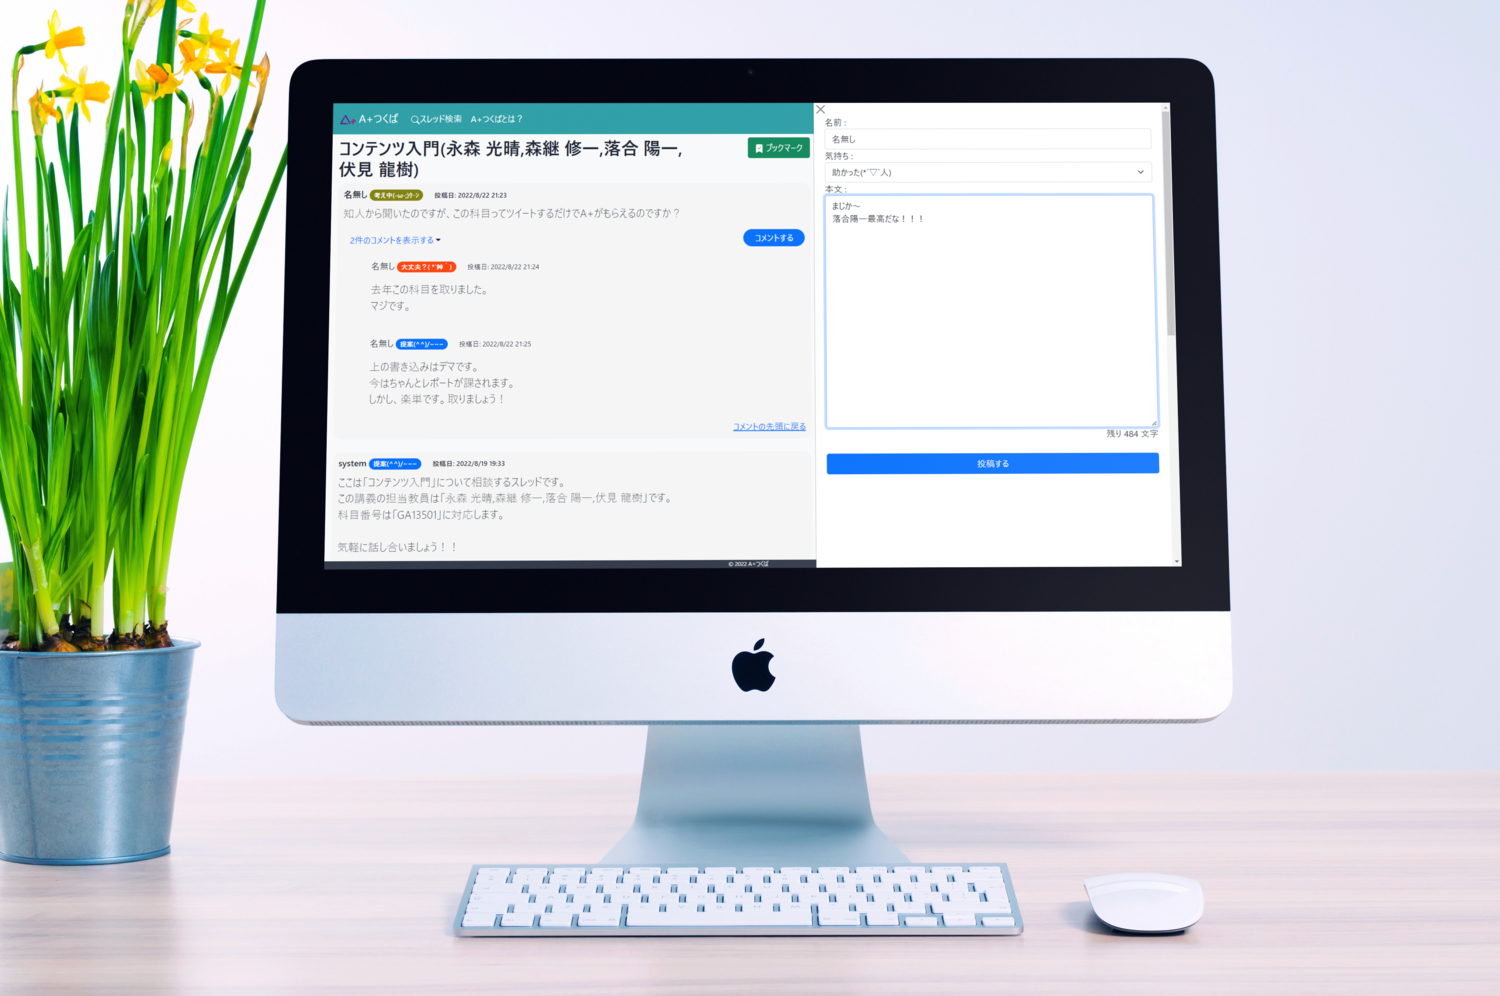 A+つくば スレッド検索 A+つくばとは？
コンテンツ入門(永森 光晴,森継 修一,落合 陽一,
伏見 龍樹)
ブックマーク
名無し 投稿日: 2022/8/22 21:23
知人から聞いたのですが、この科目ってツイートするだけでA+がもらえるのですか？
2件のコメントを表示する
コメントする
名無し 投稿日: 2022/8/22 21:24
去年この科目を取りました。
マジです。
名無し 提案(^^)/~~~ 投稿日: 2022/8/22 21:25
上の書き込みはデマです。
今はちゃんとレポートが課されます。
しかし、楽単です。取りましょう！
コメントの先頭に戻る
system 提案(^^)/~~~ 投稿日: 2022/8/19 19:33
ここは「コンテンツ入門」について相談するスレッドです。
この講義の担当教員は「永森 光晴,森継 修一,落合 陽一,伏見 龍樹」です。
科目番号は「GA13501」に対応します。
気軽に話し合いましょう！！
© 2022 A+つくば
名前 :
名無し
気持ち :
助かった(*´▽`人)
本文 :
まじか～
落合陽一最高だな！！！
残り 484 文字
投稿する